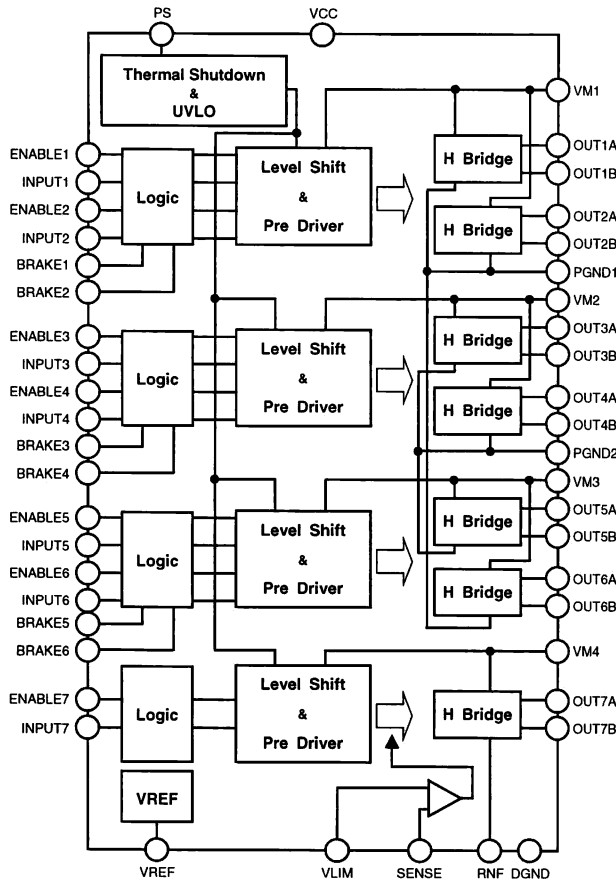 PS
VCC
Thermal Shutdown
&
UVLO
VM1
ENABLE1
INPUT1
ENABLE2
INPUT2
BRAKE1
BRAKE2
Logic
Level Shift
&
Pre Driver
H Bridge
H Bridge
OUT1A
OUT1B
OUT2A
OUT2B
PGND1
VM2
ENABLE3
INPUT3
ENABLE4
INPUT4
BRAKE3
BRAKE4
Logic
Level Shift
&
Pre Driver
H Bridge
H Bridge
OUT3A
OUT3B
OUT4A
OUT4B
PGND2
VM3
ENABLE5
INPUT5
ENABLE6
INPUT6
BRAKE5
BRAKE6
Logic
Level Shift
&
Pre Driver
H Bridge
H Bridge
OUT5A
OUT5B
OUT6A
OUT6B
VM4
ENABLE7
INPUT7
Logic
Level Shift
&
Pre Driver
H Bridge
OUT7A
OUT7B
VREF
VREF
VLIM
SENSE
RNF
DGND